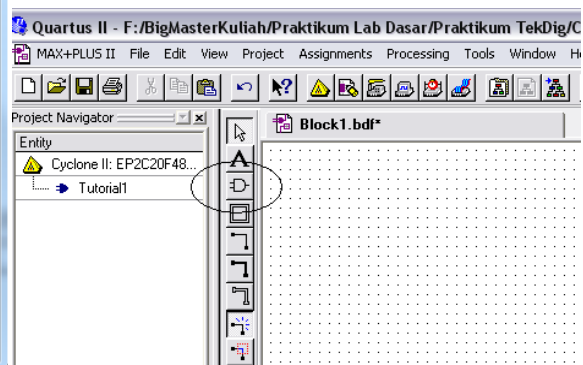 Quartus II - F:/BigMasterKuliah/Praktikum Lab Dasar/Praktikum TekDig/C
MAX+PLUS II File Edit View Project Assignments Processing Tools Window H
Project Navigator
Block1.bdf*
Entity
Cyclone II: EP2C20F48...
Tutorial1
A